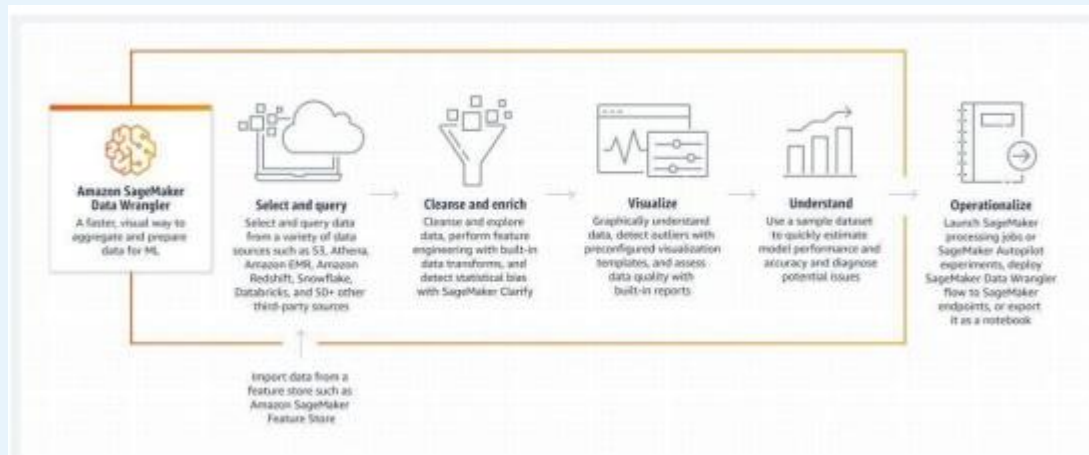 Amazon SageMaker
Data Wrangler
A faster, visual way to
aggregate and prepare
data for ML
Select and query
Select and query data
from a variety of data
sources such as S3, Athena,
Amazon EMR, Amazon
Redshift, Snowflake,
Databricks, and 50+ other
third-party sources
Import data from a
feature store such as
Amazon SageMaker
Feature Store
Cleanse and enrich
Cleanse and explore
data, perform feature
engineering with built-in
data transforms, and
detect statistical bias
with SageMaker Clarify
Visualize
Graphically understand
data, detect outliers with
preconfigured visualization
templates, and assess
data quality with
built-in reports
Understand
Use a sample dataset
to quickly estimate
model performance and
accuracy and diagnose
potential issues
Operationalize
Launch SageMaker
processing jobs or
SageMaker Autopilot
experiments, deploy
SageMaker Data Wrangler
flow to SageMaker
endpoints, or export
it as a notebook